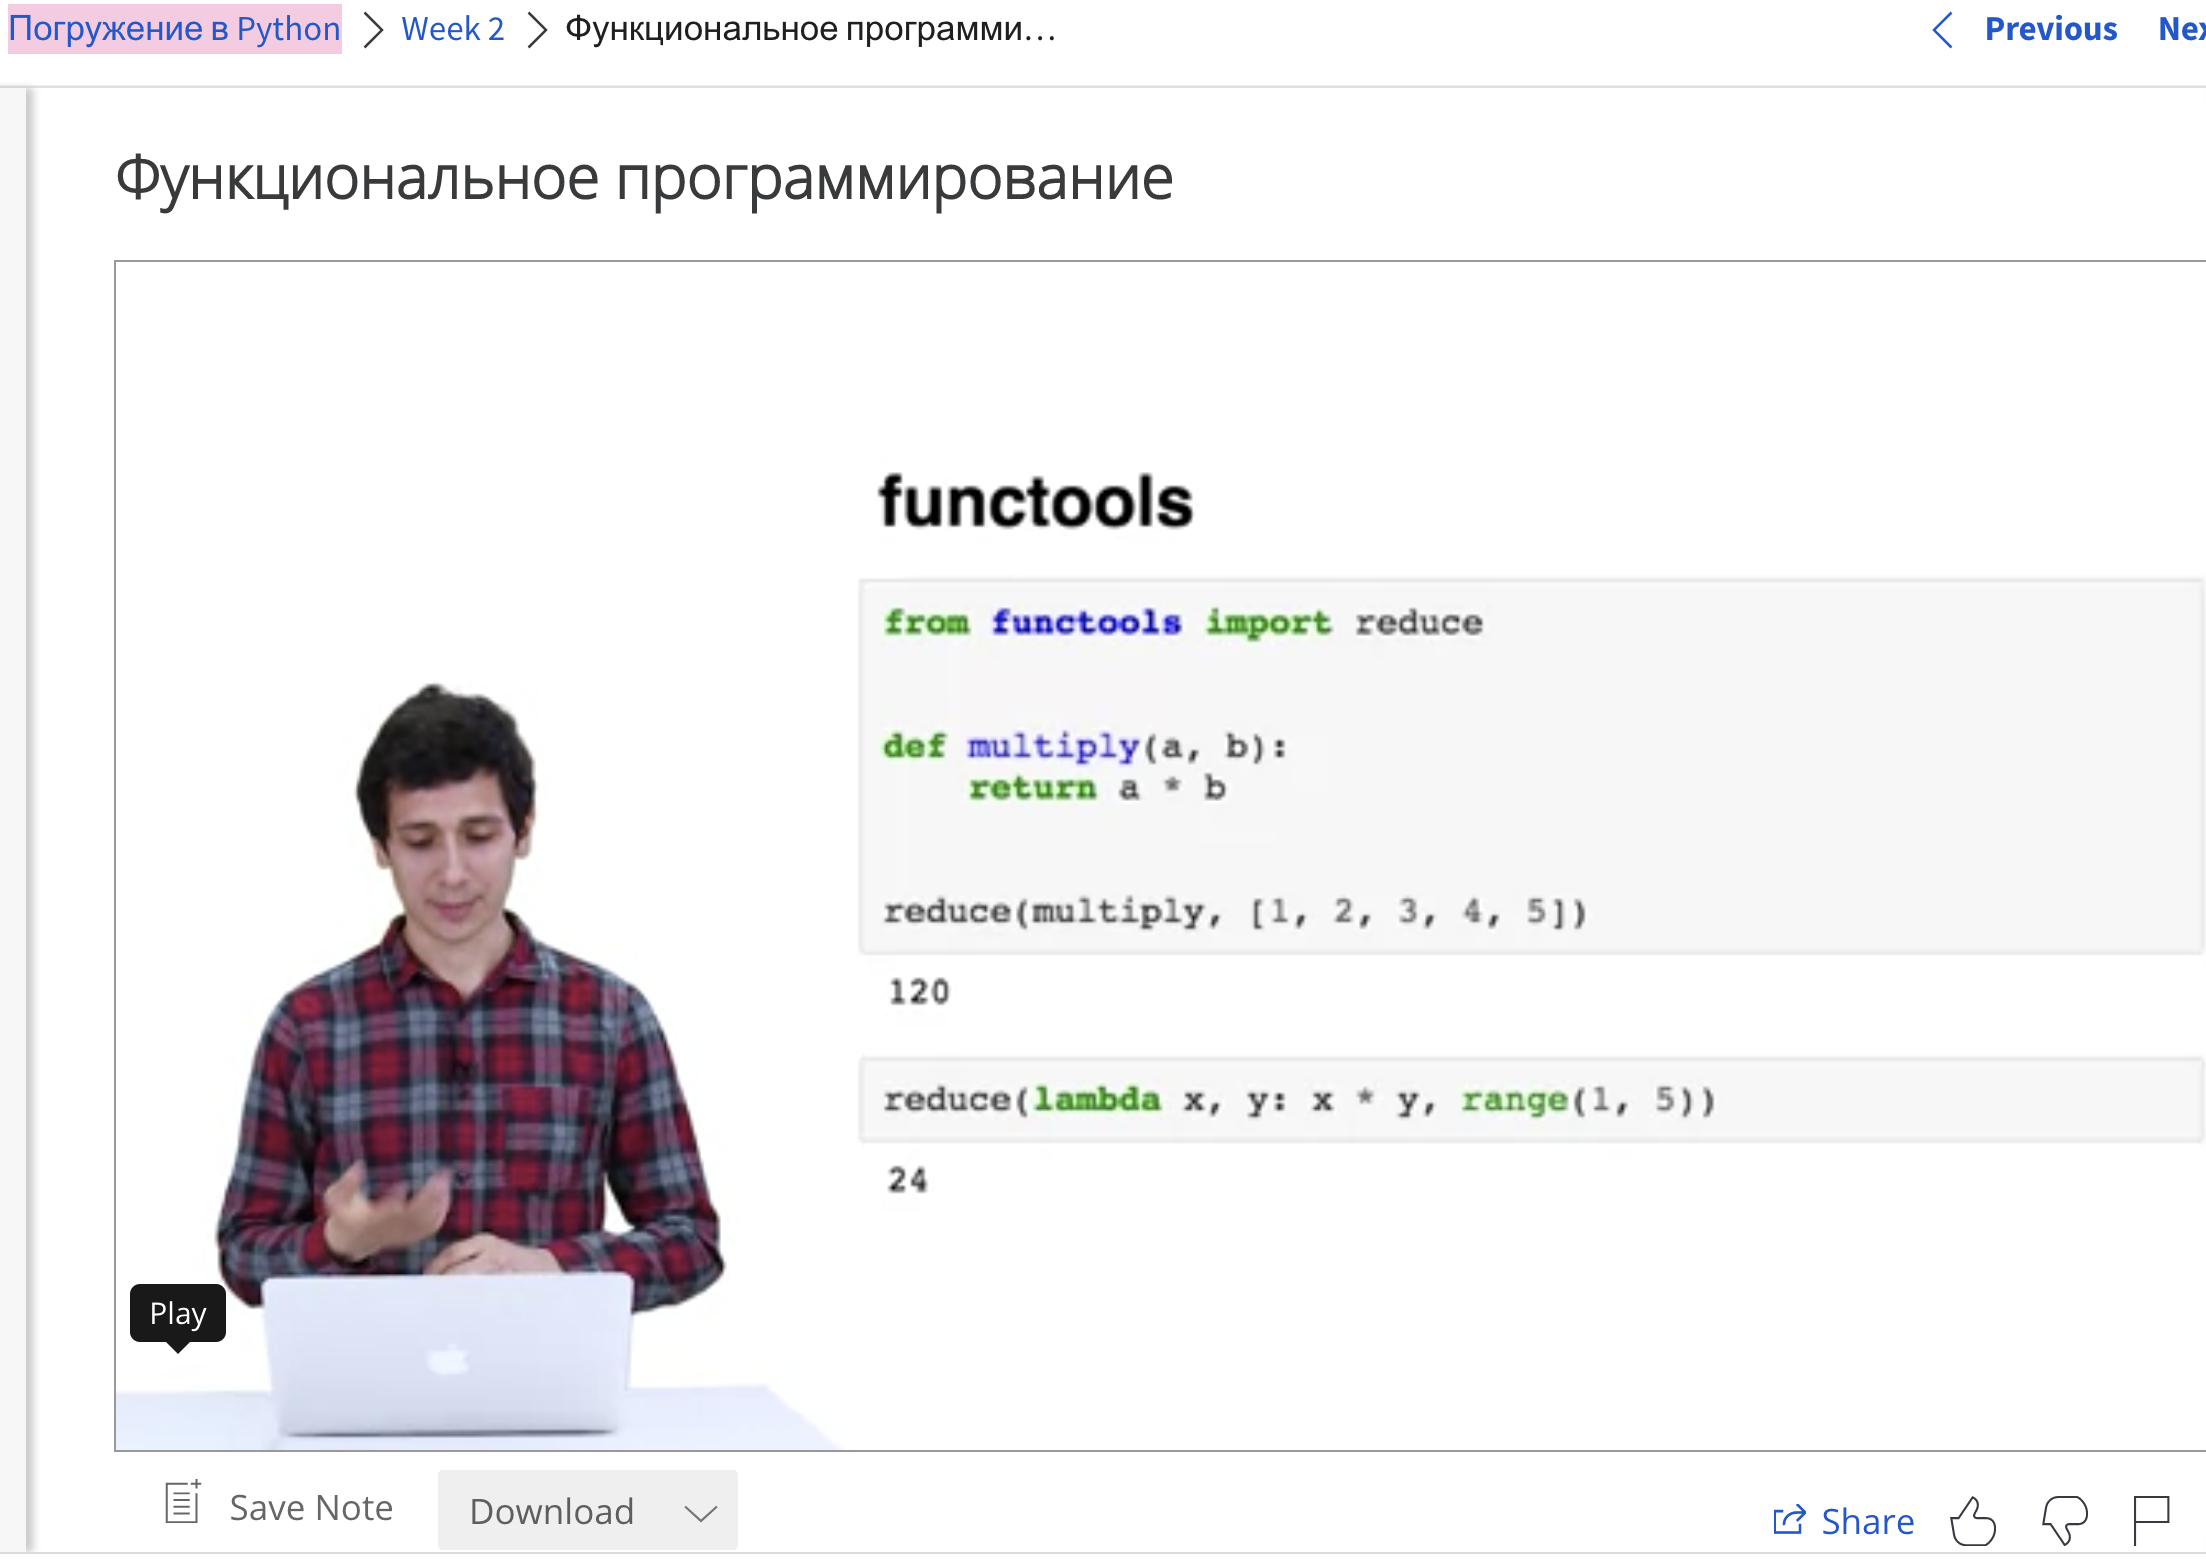 Погружение в Python > Week 2 > Функциональное программи... Previous
Функциональное программирование
functools
from functools import reduce
def multiply(a, b):
    return a * b
reduce(multiply, [1, 2, 3, 4, 5])
120
reduce(lambda x, y: x * y, range(1, 5))
24
Play
Save Note
Download
Share